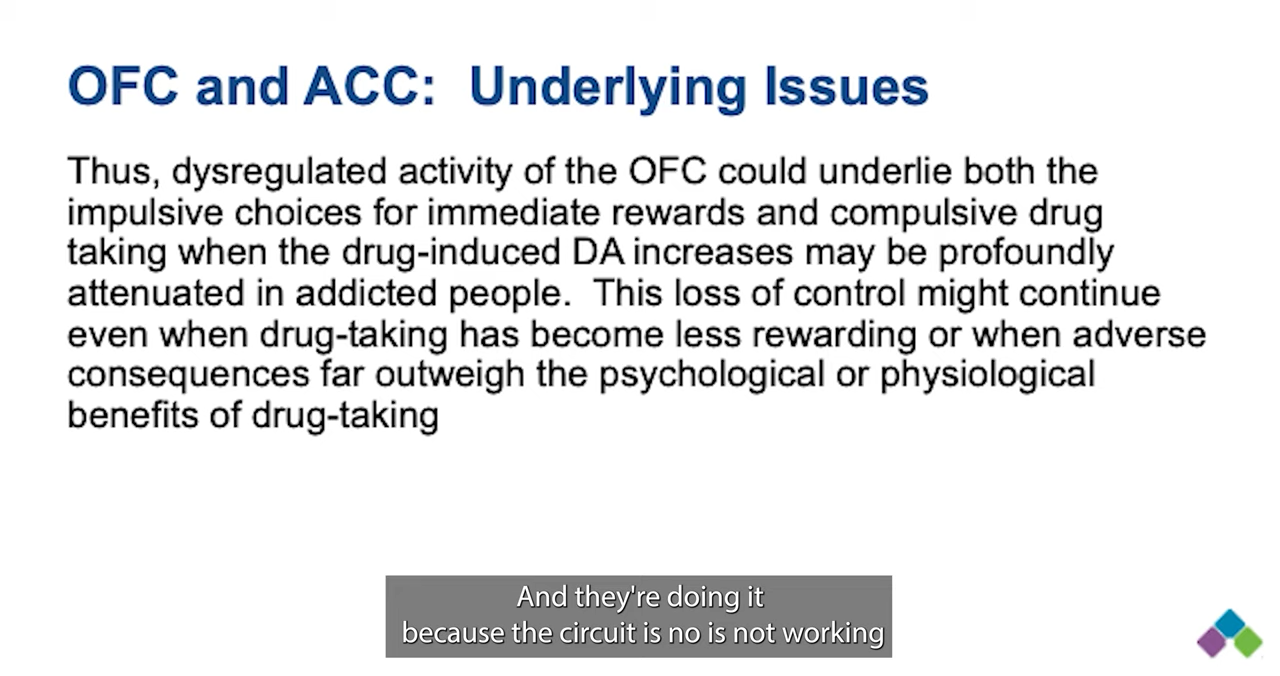 OFC and ACC:  Underlying Issues
Thus, dysregulated activity of the OFC could underlie both the
impulsive choices for immediate rewards and compulsive drug
taking when the drug-induced DA increases may be profoundly
attenuated in addicted people.  This loss of control might continue
even when drug-taking has become less rewarding or when adverse
consequences far outweigh the psychological or physiological
benefits of drug-taking
And they're doing it
because the circuit is no is not working